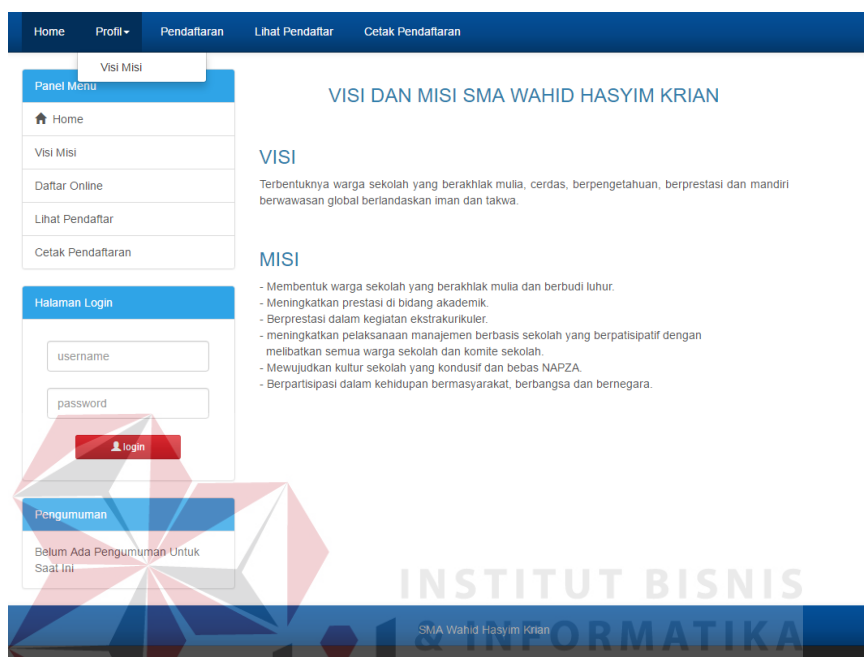 Home Profil Pendaftaran Lihat Pendaftar Cetak Pendaftaran
Visi Misi
Panel Menu
Home
Visi Misi
Daftar Online
Lihat Pendaftar
Cetak Pendaftaran
Halaman Login
username
password
login
Pengumuman
Belum Ada Pengumuman Untuk
Saat Ini
VISI DAN MISI SMA WAHID HASYIM KRIAN
VISI
Terbentuknya warga sekolah yang berakhlak mulia, cerdas, berpengetahuan, berprestasi dan mandiri
berwawasan global berlandaskan iman dan takwa.
MISI
- Membentuk warga sekolah yang berakhlak mulia dan berbudi luhur.
- Meningkatkan prestasi di bidang akademik.
- Berprestasi dalam kegiatan ekstrakurikuler.
- meningkatkan pelaksanaan manajemen berbasis sekolah yang berpatisipatif dengan
melibatkan semua warga sekolah dan komite sekolah.
- Mewujudkan kultur sekolah yang kondusif dan bebas NAPZA.
- Berpartisipasi dalam kehidupan bermasyarakat, berbangsa dan bernegara.
INSTITUT BISNIS
& INFORMATIKA
SMA Wahid Hasyim Krian